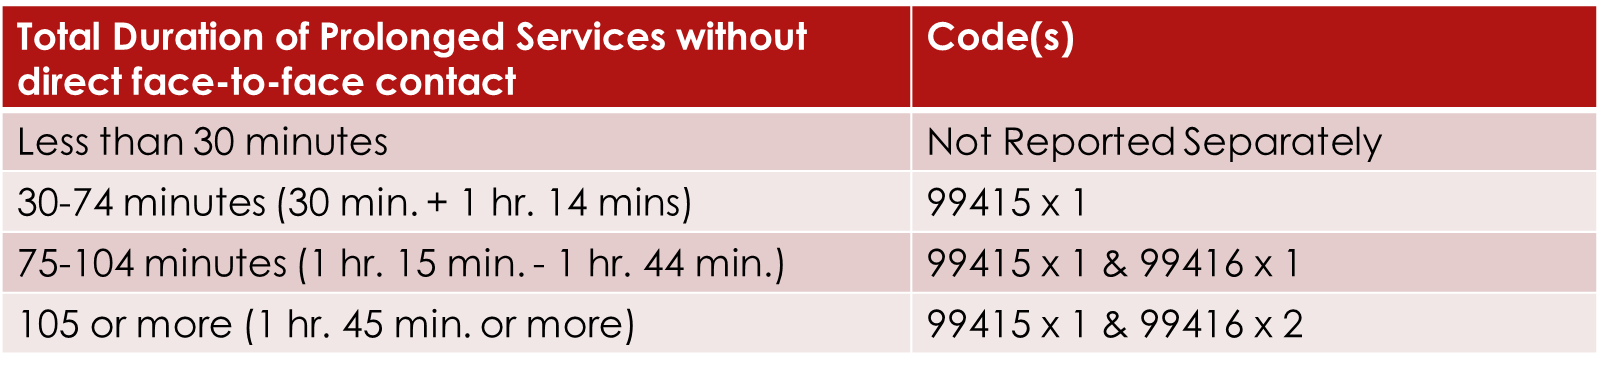 Total Duration of Prolonged Services without
direct face-to-face contact
Code(s)
Less than 30 minutes
Not Reported Separately
30-74 minutes (30 min. + 1 hr. 14 mins)
99415 x 1
75-104 minutes (1 hr. 15 min. - 1 hr. 44 min.)
99415 x 1 & 99416 x 1
105 or more (1 hr. 45 min. or more)
99415 x 1 & 99416 x 2